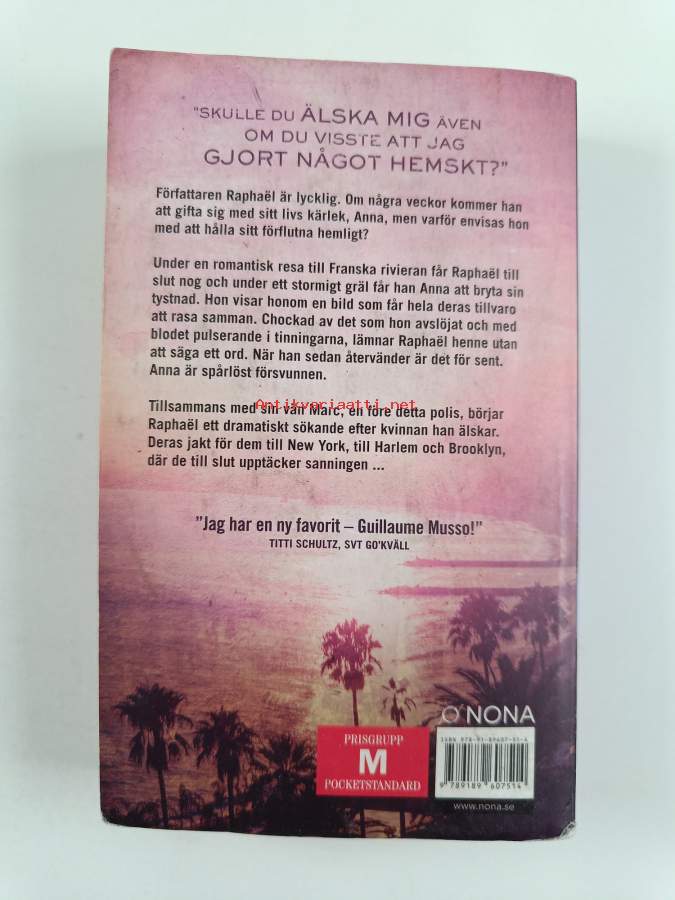 "SKULLE DU ÄLSKA MIG ÄVEN
OM DU VISSTE ATT JAG
GJORT NÅGOT HEMSKT?"
Författaren Raphaël är lycklig. Om några veckor kommer han
att gifta sig med sitt livs kärlek, Anna, men varför envisas hon
med att hålla sitt förflutna hemligt?
Under en romantisk resa till Franska rivieran får Raphaël till
slut nog och under ett stormigt gräl får han Anna att bryta sin
tystnad. Hon visar honom en bild som får hela deras tillvaro
att rasa samman. Chockad av det som hon avslöjat och med
blodet pulserande i tinningarna, lämnar Raphaël henne utan
att säga ett ord. När han sedan återvänder är det för sent.
Anna är spårlöst försvunnen.
Antikvariaatti.net
Tillsammans med sin vän Marc, en före detta polis, börjar
Raphaël ett dramatiskt sökande efter kvinnan han älskar.
Deras jakt för dem till New York, till Harlem och Brooklyn,
där de till slut upptäcker sanningen ...
"Jag har en ny favorit – Guillaume Musso!"
TITTI SCHULTZ, SVT GO'KVÄLL
NONA
PRISGRUPP
M
POCKETSTANDARD
ISBN 978-91-89607-51-4
9 789189 607514
www.nona.se